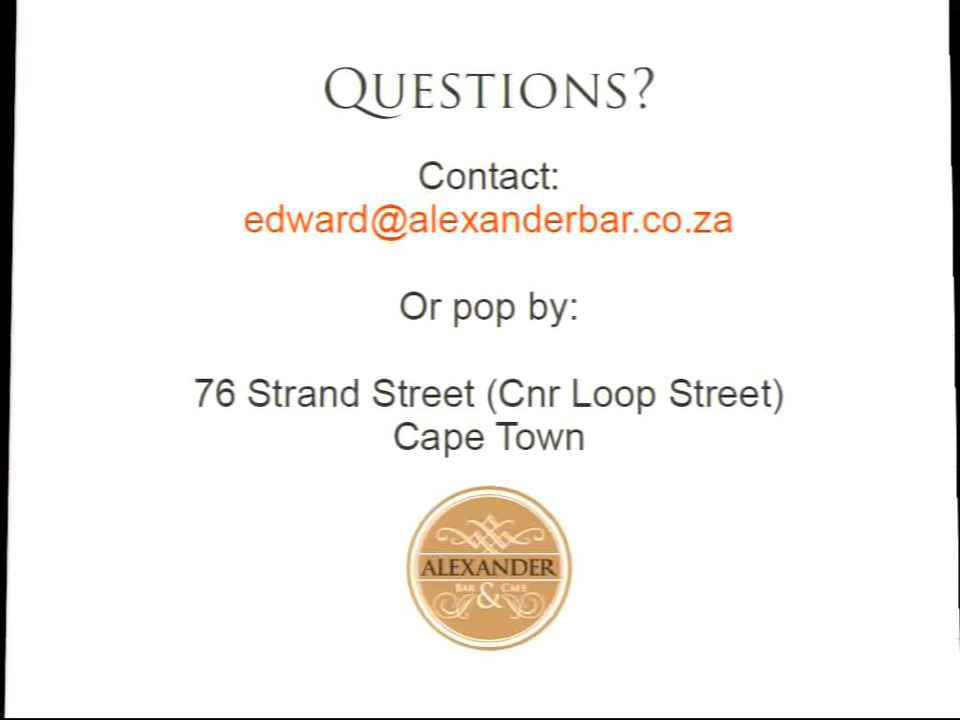 QUESTIONS?
Contact:
edward@alexanderbar.co.za
Or pop by:
76 Strand Street (Cnr Loop Street)
Cape Town
ALEXANDER
BAR & CAFE